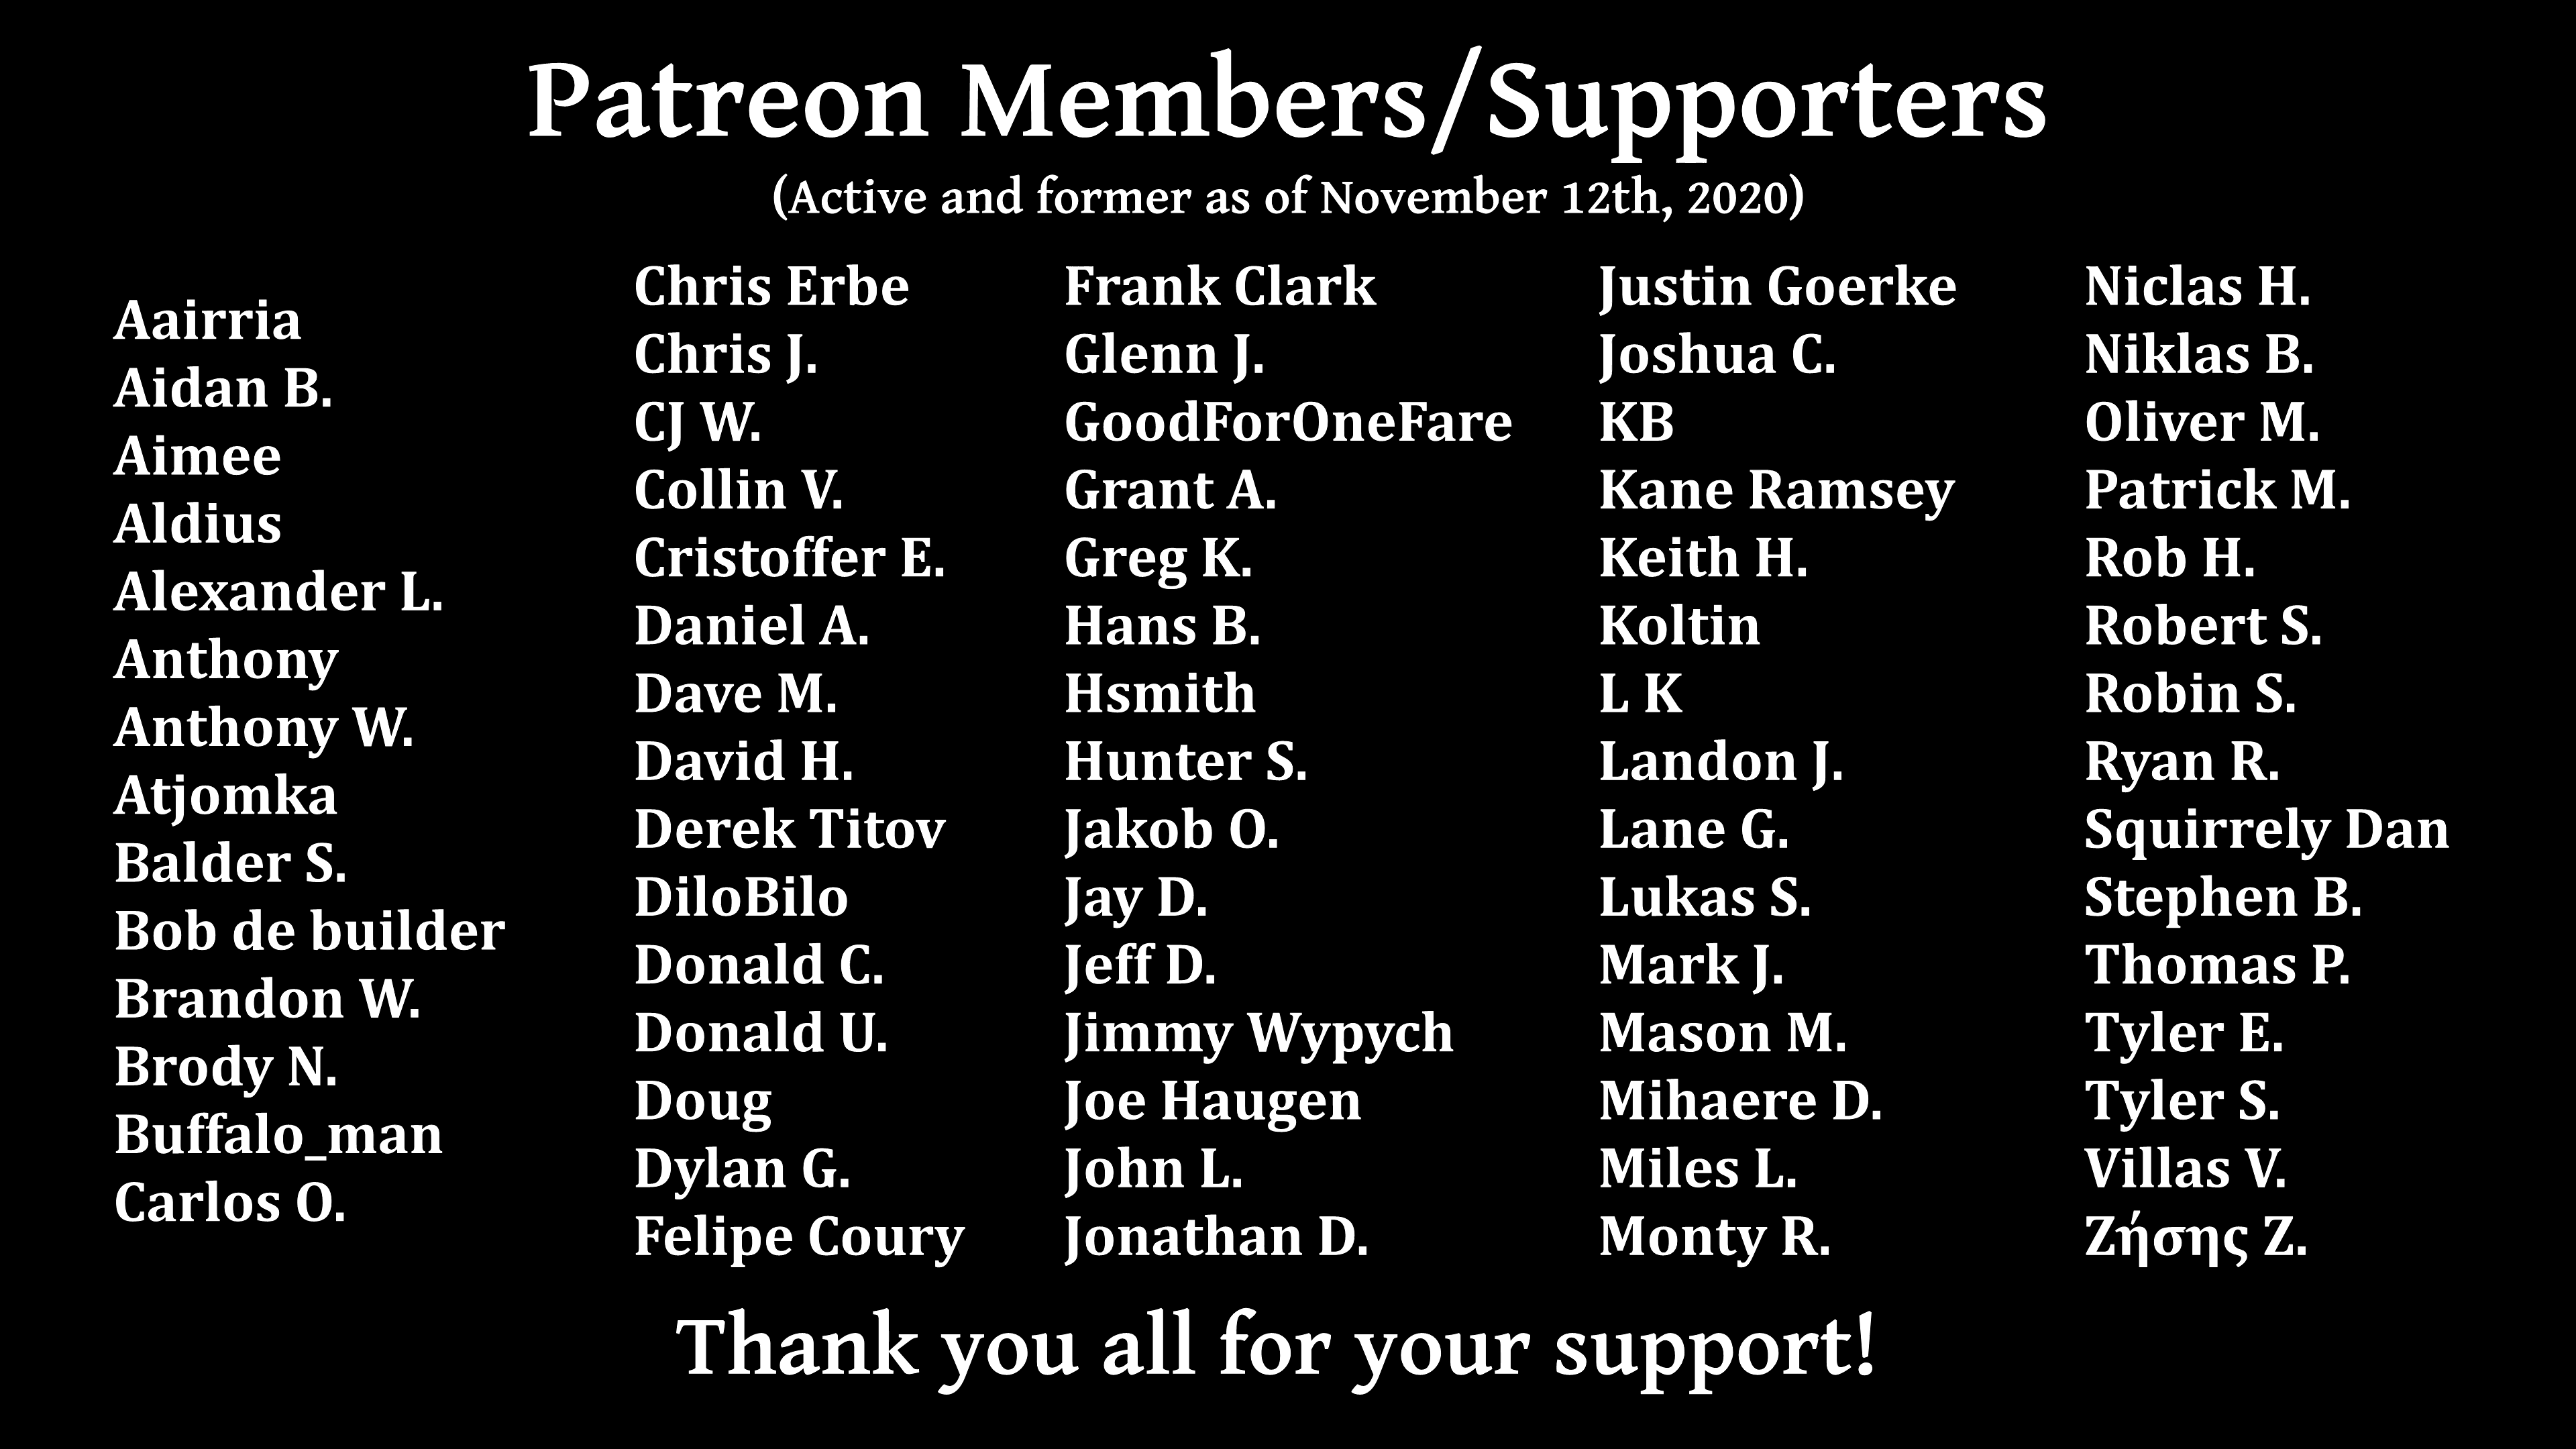 Patreon Members/Supporters
(Active and former as of November 12th, 2020)
Aairria
Aidan B.
Aimee
Aldius
Alexander L.
Anthony
Anthony W.
Atjomka
Balder S.
Bob de builder
Brandon W.
Brody N.
Buffalo_man
Carlos O.
Chris Erbe
Chris J.
CJ W.
Collin V.
Cristoffer E.
Daniel A.
Dave M.
David H.
Derek Titov
DiloBilo
Donald C.
Donald U.
Doug
Dylan G.
Felipe Coury
Frank Clark
Glenn J.
GoodForOneFare
Grant A.
Greg K.
Hans B.
Hsmith
Hunter S.
Jakob O.
Jay D.
Jeff D.
Jimmy Wypych
Joe Haugen
John L.
Jonathan D.
Justin Goerke
Joshua C.
KB
Kane Ramsey
Keith H.
Koltin
L K
Landon J.
Lane G.
Lukas S.
Mark J.
Mason M.
Mihaere D.
Miles L.
Monty R.
Niclas H.
Niklas B.
Oliver M.
Patrick M.
Rob H.
Robert S.
Robin S.
Ryan R.
Squirrely Dan
Stephen B.
Thomas P.
Tyler E.
Tyler S.
Villas V.
Ζήσης Ζ.
Thank you all for your support!